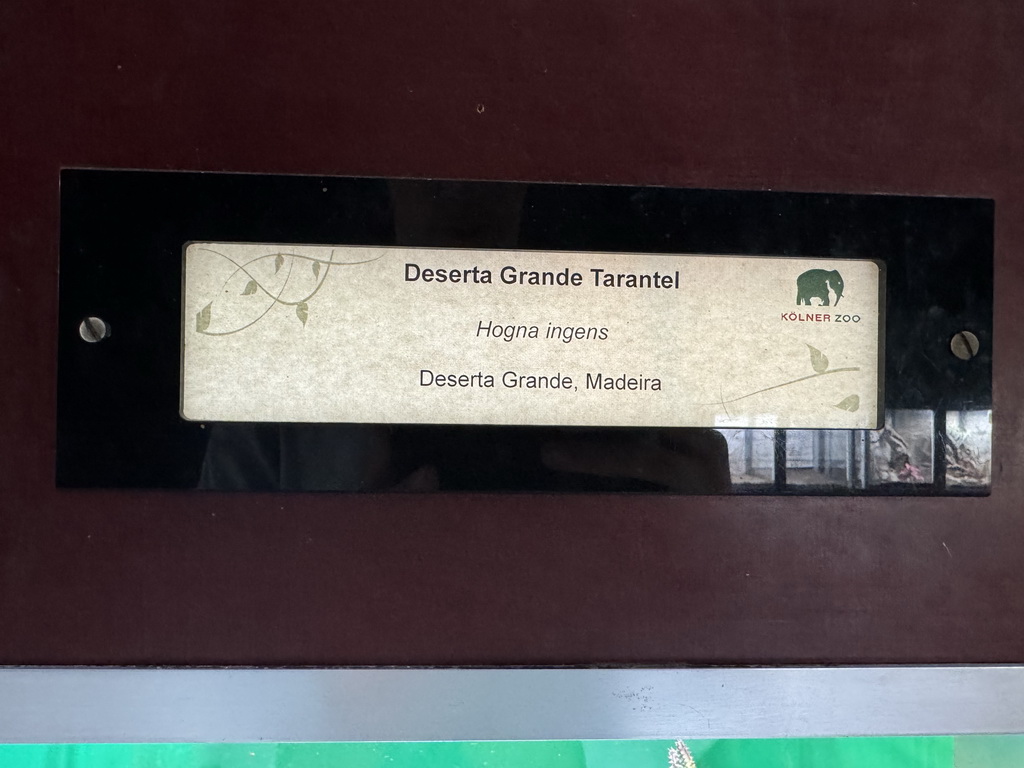 Deserta Grande Tarantel
KÖLNER ZOO
Hogna ingens
Deserta Grande, Madeira